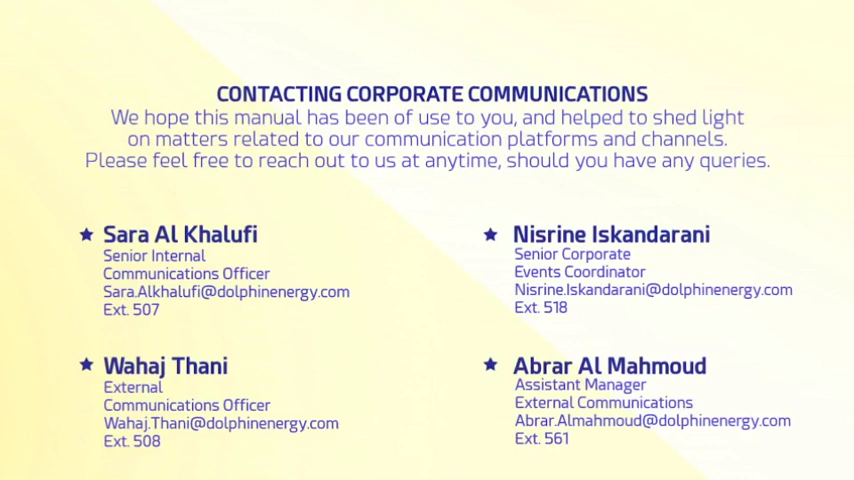 CONTACTING CORPORATE COMMUNICATIONS
We hope this manual has been of use to you, and helped to shed light
on matters related to our communication platforms and channels.
Please feel free to reach out to us at anytime, should you have any queries.
Sara Al Khalufi
Senior Internal
Communications Officer
Sara.Alkhalufi@dolphinenergy.com
Ext. 507
Nisrine Iskandarani
Senior Corporate
Events Coordinator
Nisrine.Iskandarani@dolphinenergy.com
Ext. 518
Wahaj Thani
External
Communications Officer
Wahaj.Thani@dolphinenergy.com
Ext. 508
Abrar Al Mahmoud
Assistant Manager
External Communications
Abrar.Almahmoud@dolphinenergy.com
Ext. 561